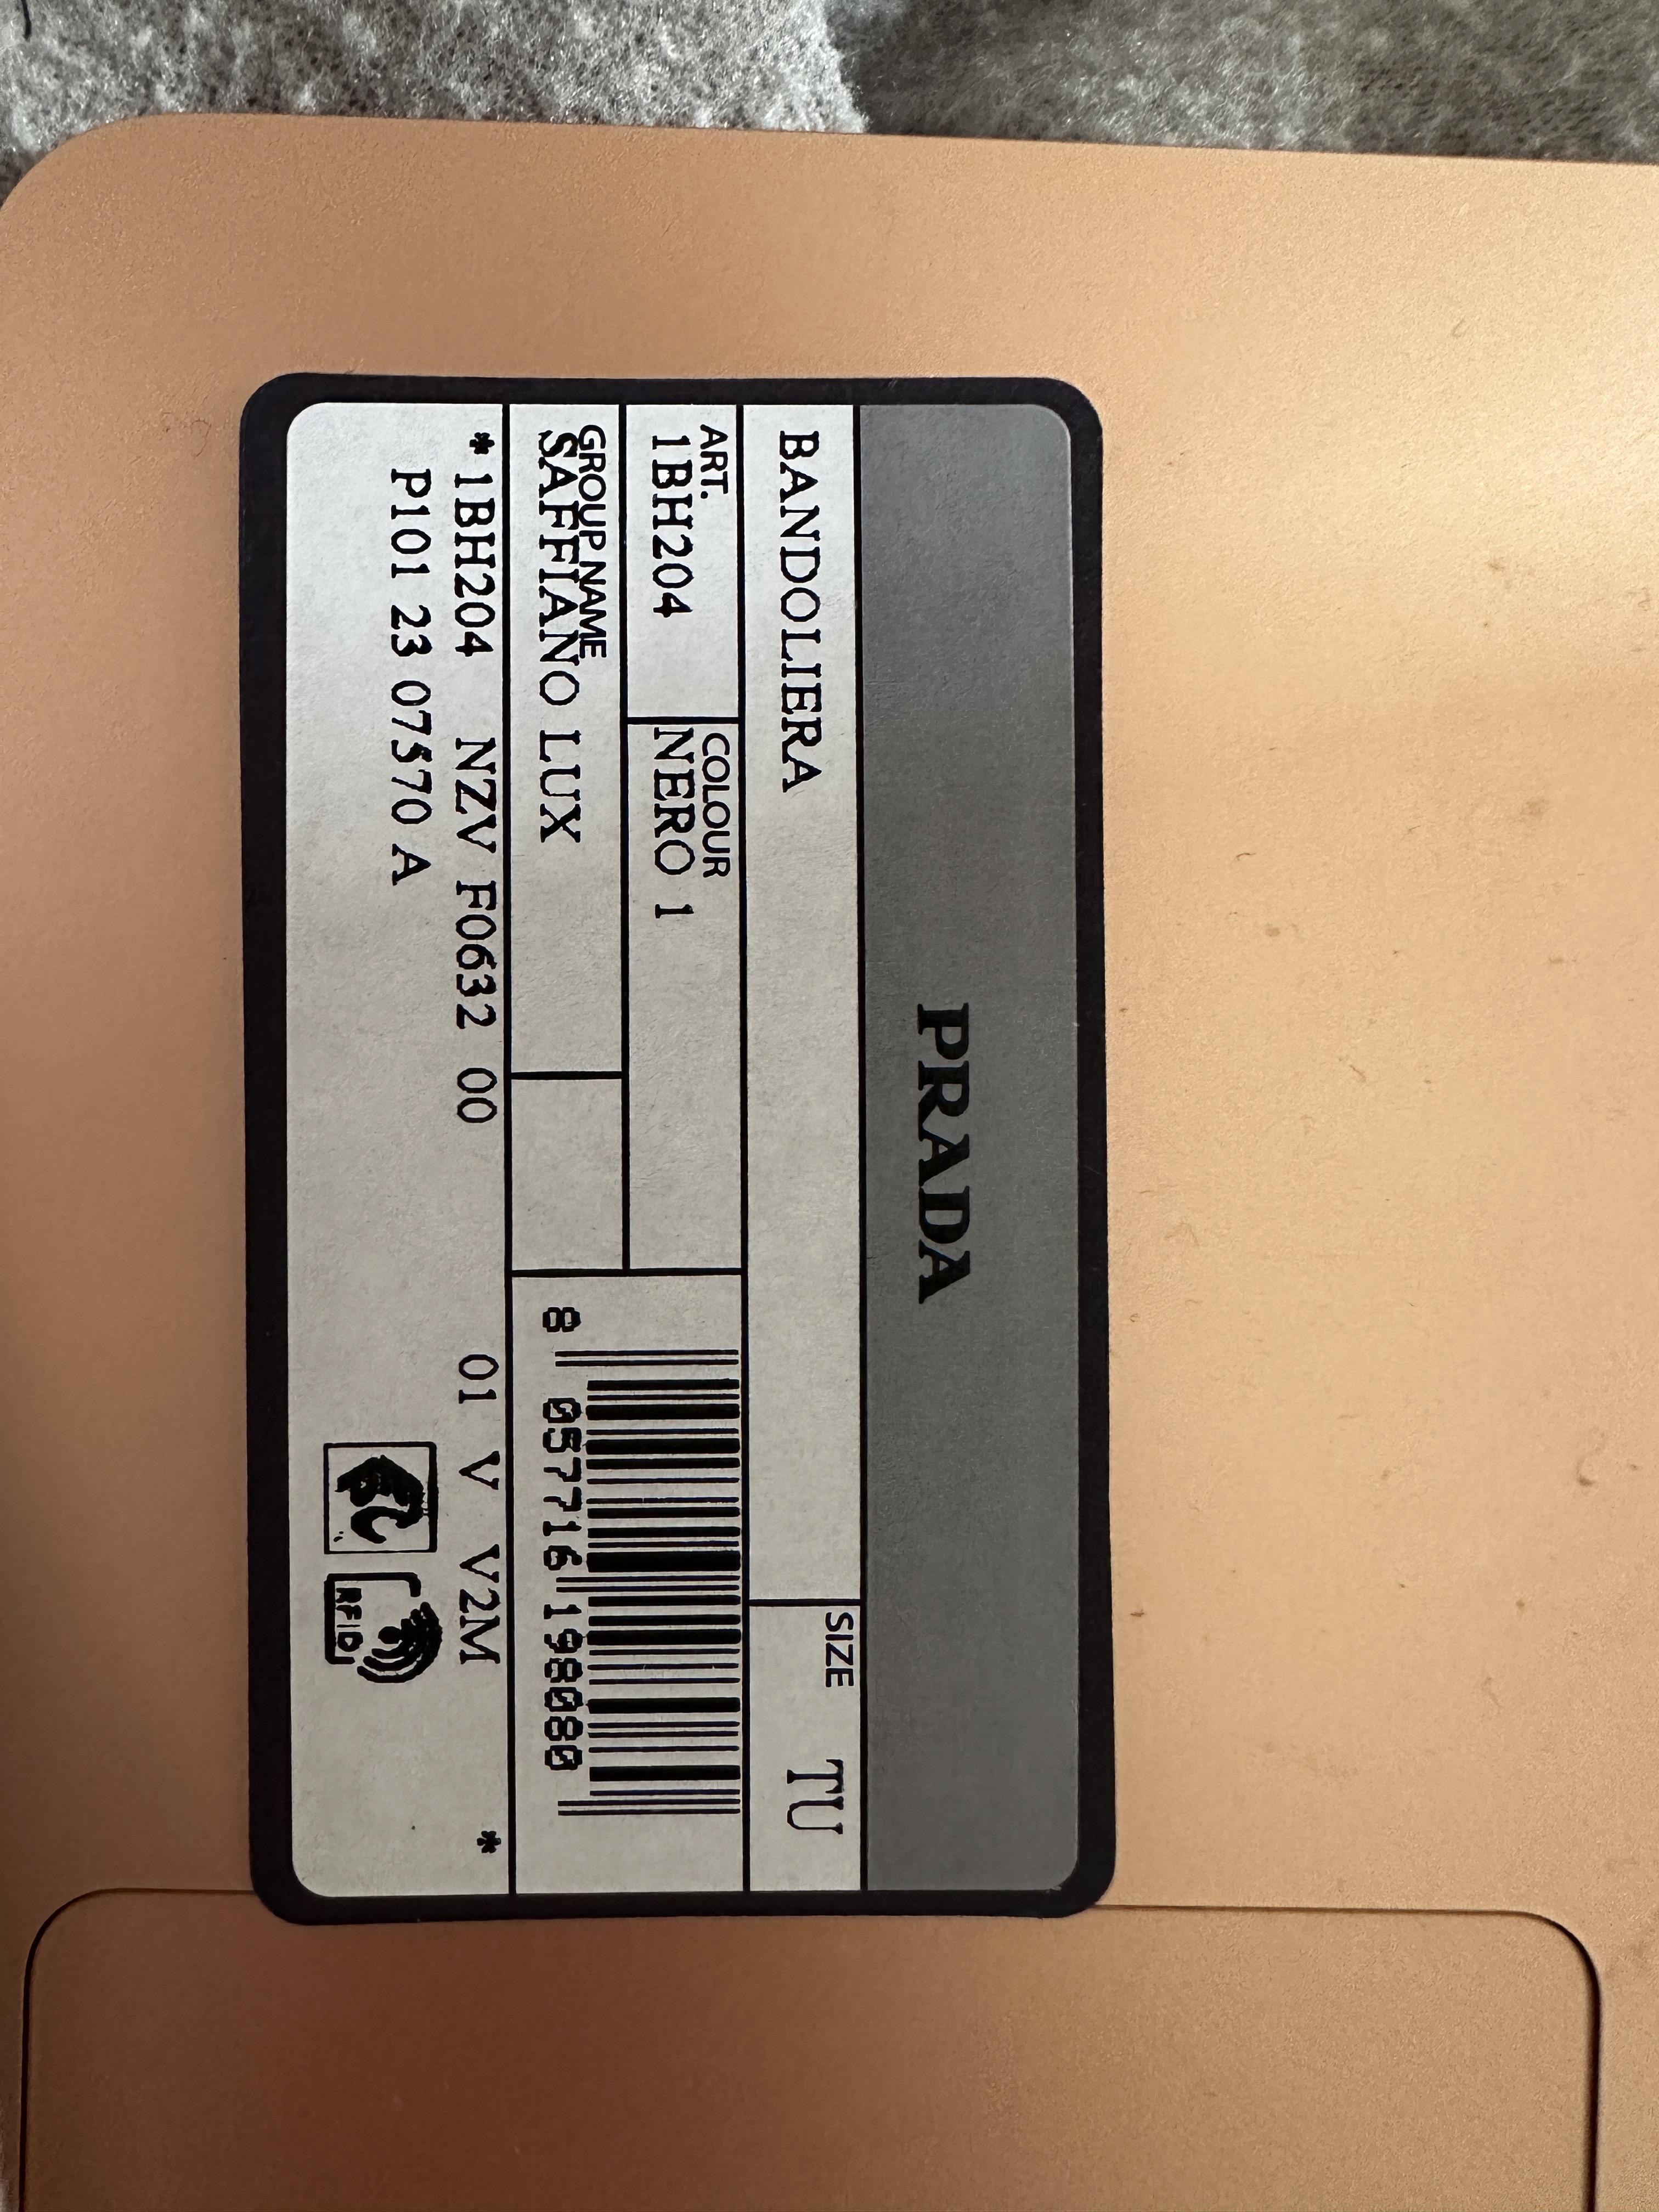 PRADA
BANDOLIERA
SIZE
TU
ART.
1BH204
COLOUR
NERO 1
GROUP NAME
SAFFIANO LUX
8 057716 198080
*1BH204 NZV F0632 00 01 V V2M *
P101 23 07570 A
RFID